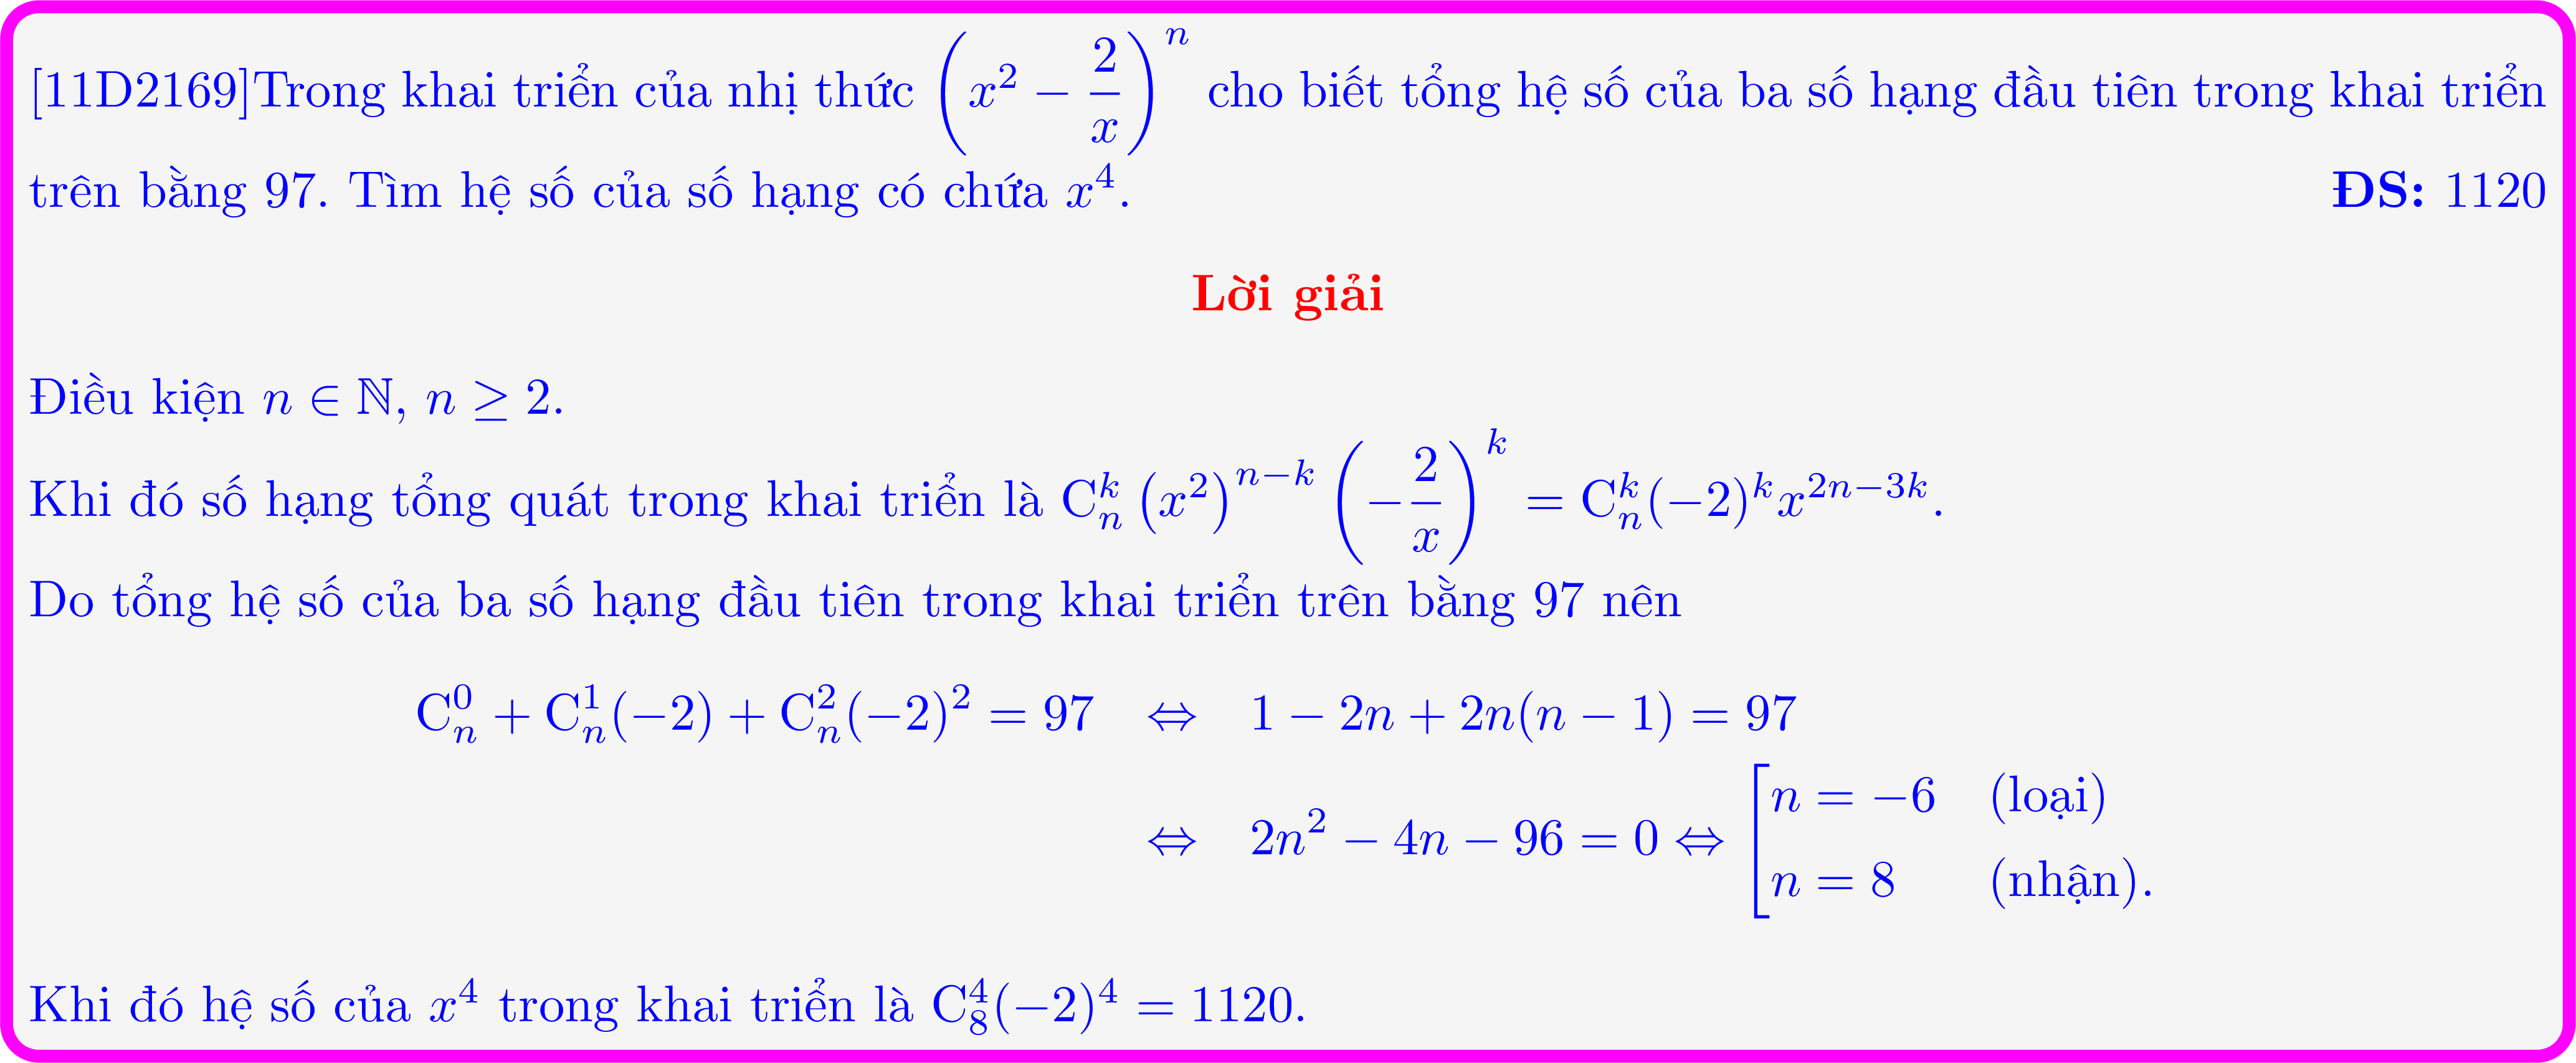 [11D2169]Trong khai triển của nhị thức $\left(x^2 - \dfrac{2}{x}\right)^n$ cho biết tổng hệ số của ba số hạng đầu tiên trong khai triển
trên bằng 97. Tìm hệ số của số hạng có chứa $x^4$. ĐS: 1120
Lời giải
Điều kiện $n \in \mathbb{N}$, $n \geq 2$.
Khi đó số hạng tổng quát trong khai triển là $\mathrm{C}_n^k \left(x^2\right)^{n-k} \left(-\dfrac{2}{x}\right)^k = \mathrm{C}_n^k (-2)^k x^{2n-3k}$.
Do tổng hệ số của ba số hạng đầu tiên trong khai triển trên bằng 97 nên
$\mathrm{C}_n^0 + \mathrm{C}_n^1(-2) + \mathrm{C}_n^2(-2)^2 = 97 \Leftrightarrow 1 - 2n + 2n(n-1) = 97$
$\Leftrightarrow 2n^2 - 4n - 96 = 0 \Leftrightarrow \left[\begin{array}{ll} n = -6 & \text{(loại)} \\ n = 8 & \text{(nhận).} \end{array}\right.$
Khi đó hệ số của $x^4$ trong khai triển là $\mathrm{C}_8^4(-2)^4 = 1120$.